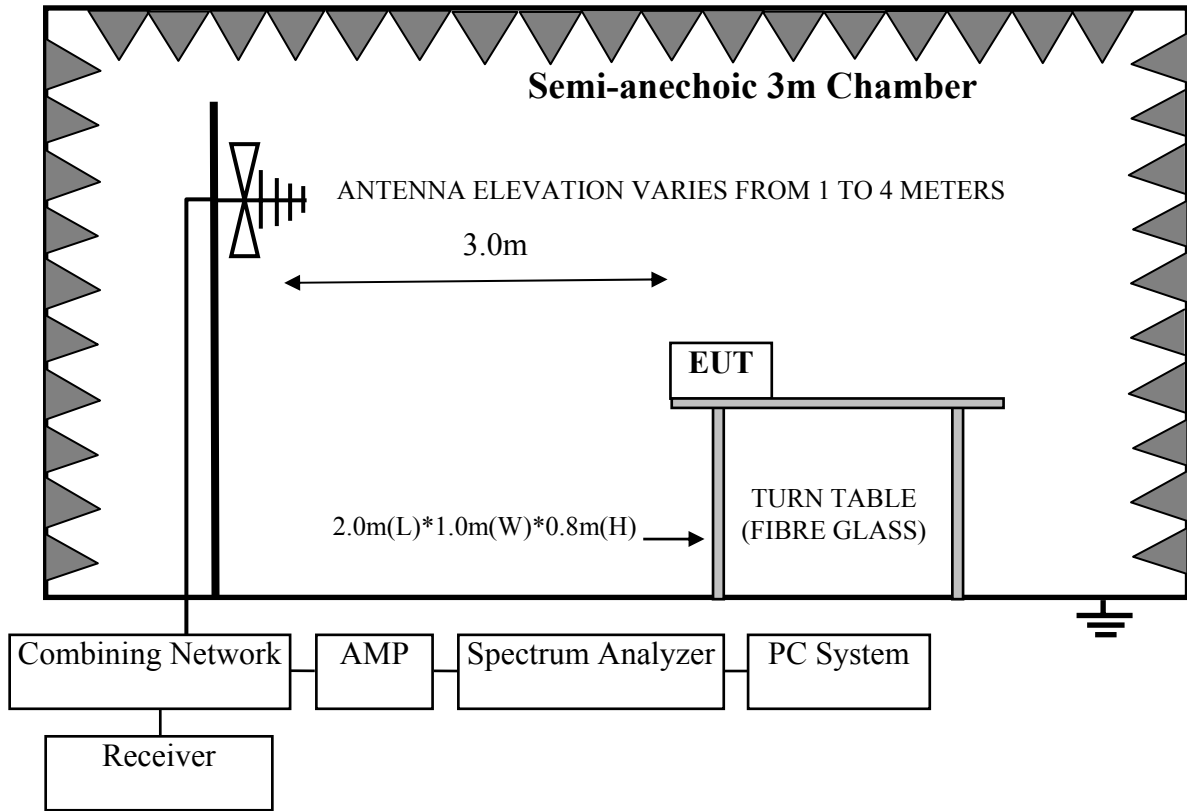 Semi-anechoic 3m Chamber
ANTENNA ELEVATION VARIES FROM 1 TO 4 METERS
3.0m
EUT
TURN TABLE
(FIBRE GLASS)
2.0m(L)*1.0m(W)*0.8m(H)
Combining Network
AMP
Spectrum Analyzer
PC System
Receiver